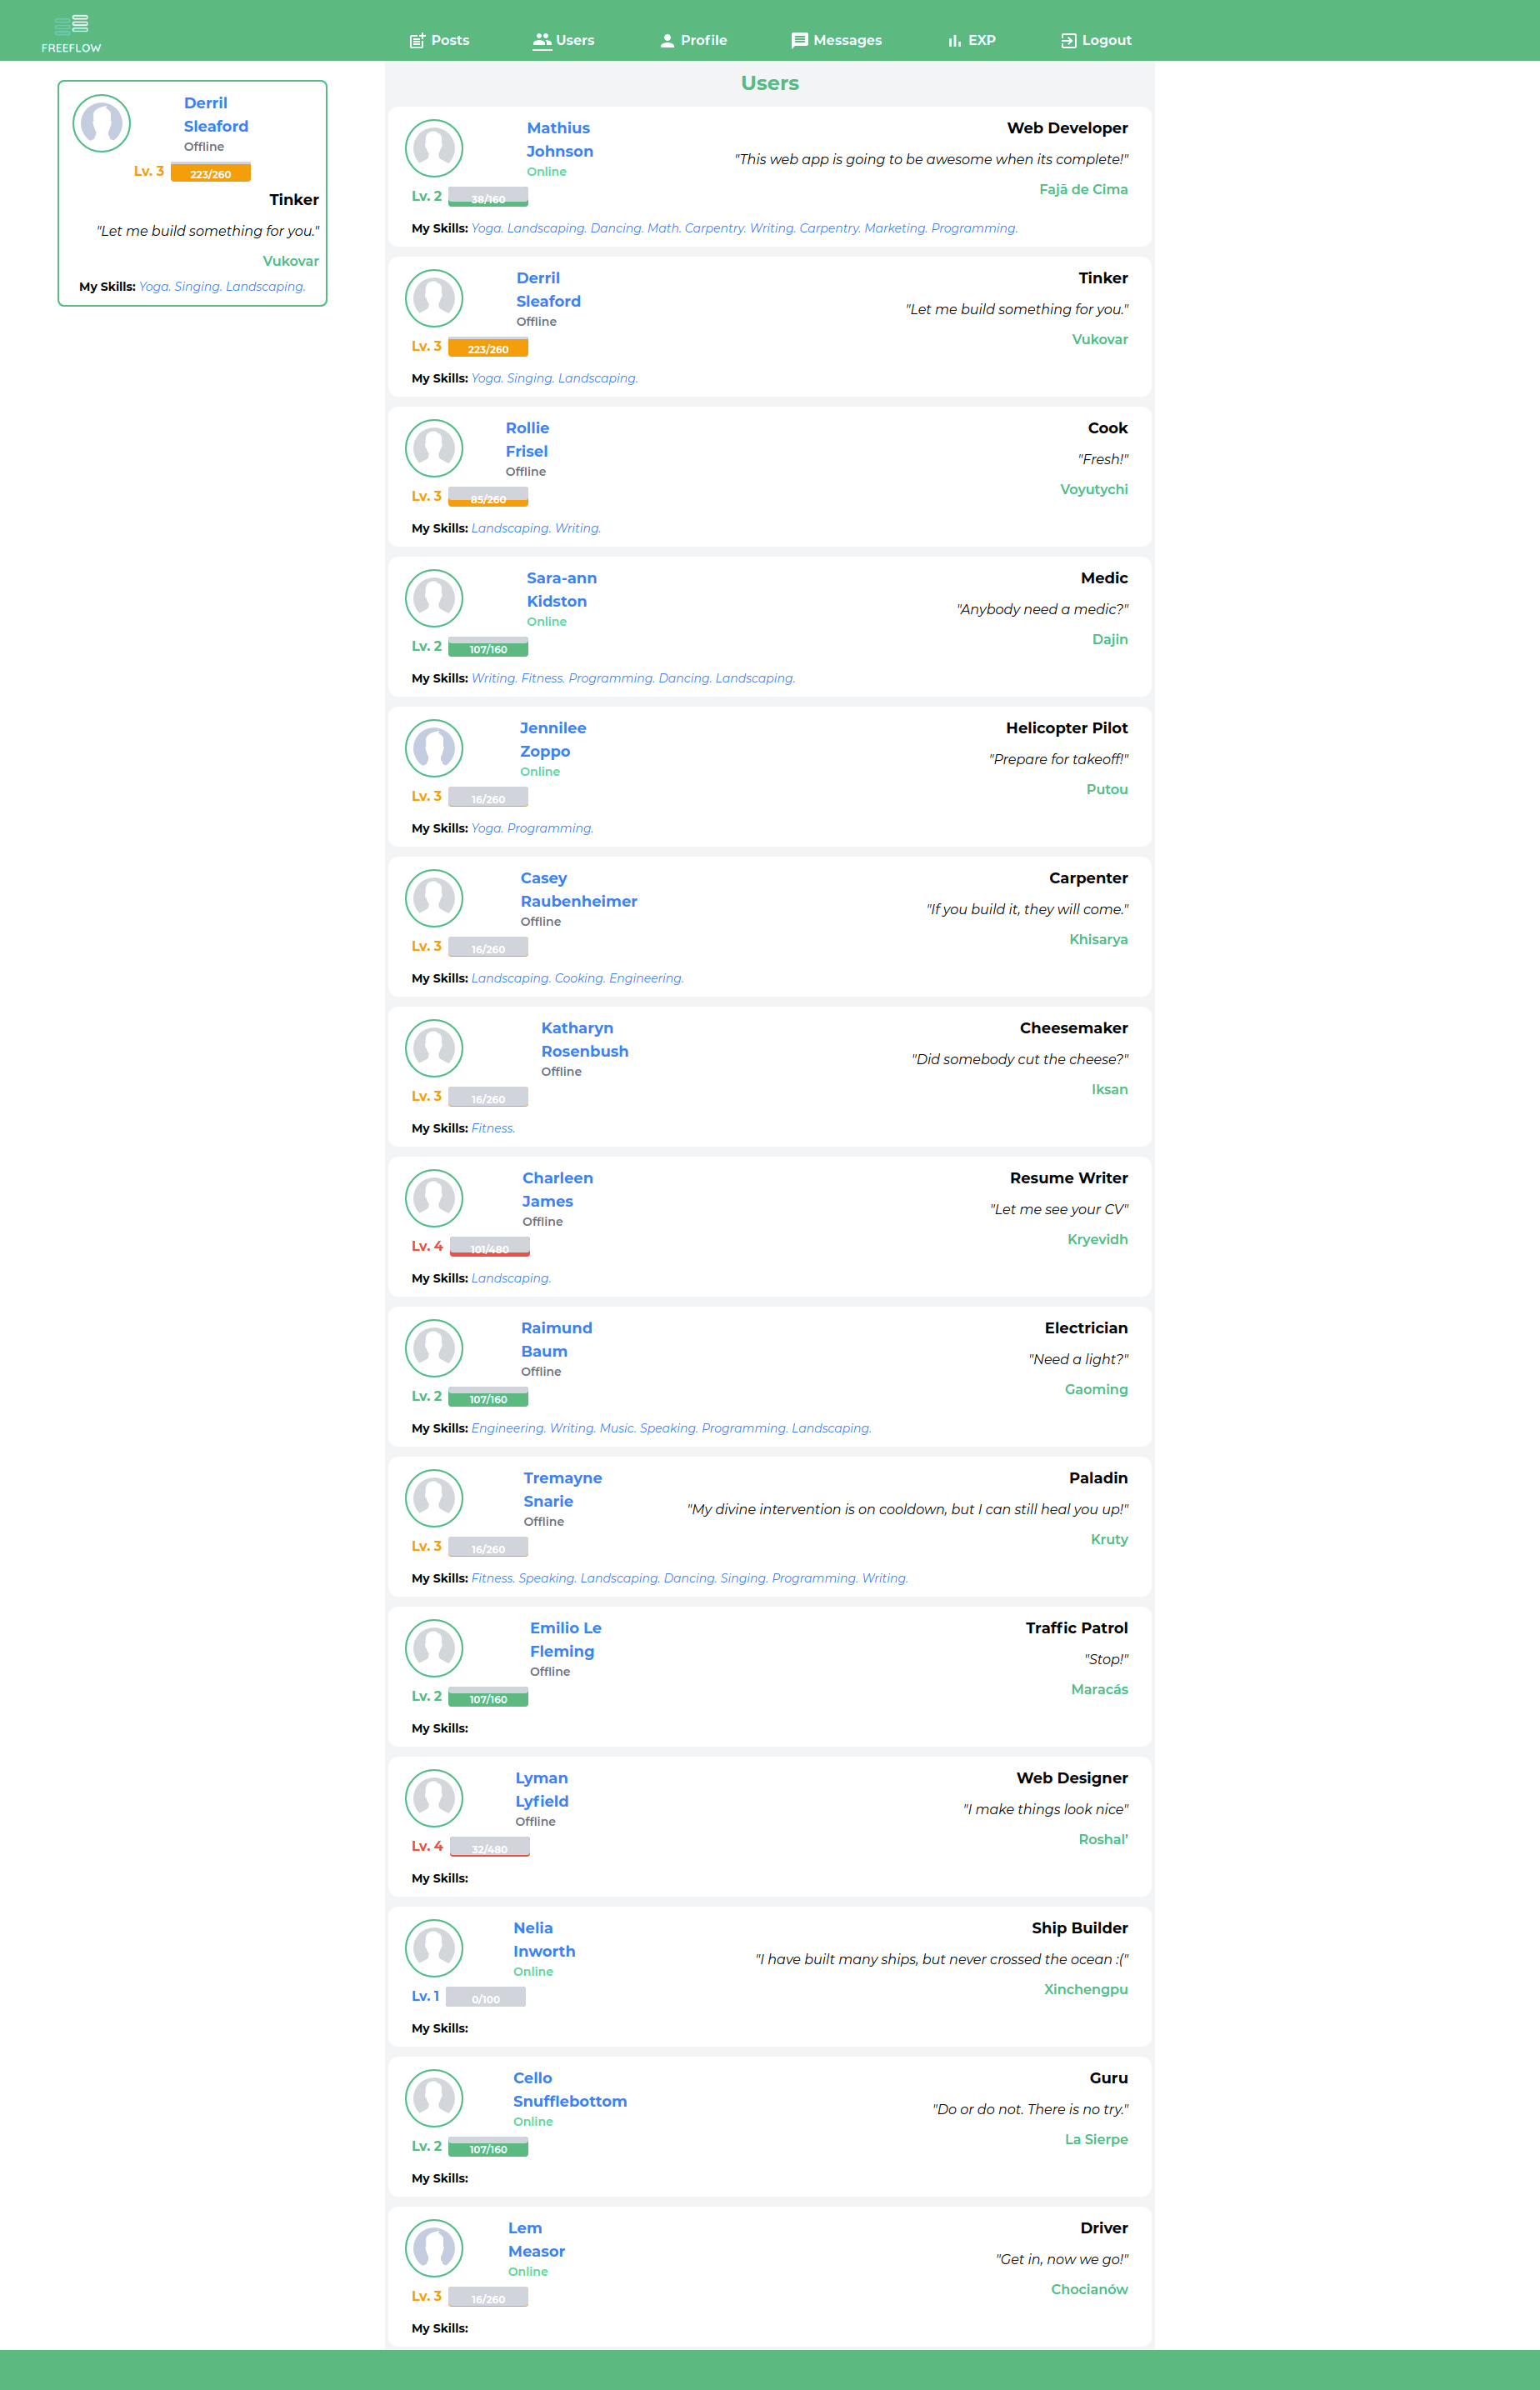 FREEFLOW
Posts
Users
Profile
Messages
EXP
Logout
Derril
Sleaford
Offline
Lv. 3
223/260
Tinker
"Let me build something for you."
Vukovar
My Skills: Yoga. Singing. Landscaping.
Users
Mathius
Johnson
Online
Lv. 2
38/160
Web Developer
"This web app is going to be awesome when its complete!"
Fajã de Cima
My Skills: Yoga. Landscaping. Dancing. Math. Carpentry. Writing. Carpentry. Marketing. Programming.
Derril
Sleaford
Offline
Lv. 3
223/260
Tinker
"Let me build something for you."
Vukovar
My Skills: Yoga. Singing. Landscaping.
Rollie
Frisel
Offline
Lv. 3
85/260
Cook
"Fresh!"
Voyutychi
My Skills: Landscaping. Writing.
Sara-ann
Kidston
Online
Lv. 2
107/160
Medic
"Anybody need a medic?"
Dajin
My Skills: Writing. Fitness. Programming. Dancing. Landscaping.
Jennilee
Zoppo
Online
Lv. 3
16/260
Helicopter Pilot
"Prepare for takeoff!"
Putou
My Skills: Yoga. Programming.
Casey
Raubenheimer
Offline
Lv. 3
16/260
Carpenter
"If you build it, they will come."
Khisarya
My Skills: Landscaping. Cooking. Engineering.
Katharyn
Rosenbush
Offline
Lv. 3
16/260
Cheesemaker
"Did somebody cut the cheese?"
Iksan
My Skills: Fitness.
Charleen
James
Offline
Lv. 4
101/480
Resume Writer
"Let me see your CV"
Kryevidh
My Skills: Landscaping.
Raimund
Baum
Offline
Lv. 2
107/160
Electrician
"Need a light?"
Gaoming
My Skills: Engineering. Writing. Music. Speaking. Programming. Landscaping.
Tremayne
Snarie
Offline
Lv. 3
16/260
Paladin
"My divine intervention is on cooldown, but I can still heal you up!"
Kruty
My Skills: Fitness. Speaking. Landscaping. Dancing. Singing. Programming. Writing.
Emilio Le
Fleming
Offline
Lv. 2
107/160
Traffic Patrol
"Stop!"
Maracás
My Skills:
Lyman
Lyfield
Offline
Lv. 4
32/480
Web Designer
"I make things look nice"
Roshal'
My Skills:
Nelia
Inworth
Online
Lv. 1
0/100
Ship Builder
"I have built many ships, but never crossed the ocean :("
Xinchengpu
My Skills:
Cello
Snufflebottom
Online
Lv. 2
107/160
Guru
"Do or do not. There is no try."
La Sierpe
My Skills:
Lem
Measor
Online
Lv. 3
16/260
Driver
"Get in, now we go!"
Chocianów
My Skills: